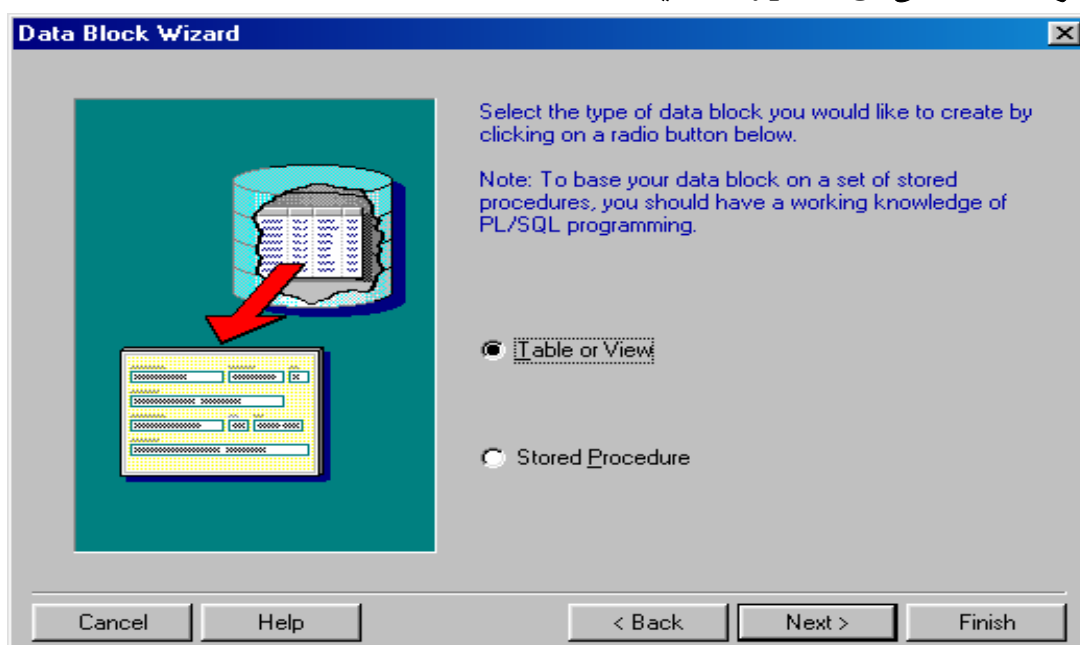 Data Block Wizard
Select the type of data block you would like to create by
clicking on a radio button below.
Note: To base your data block on a set of stored
procedures, you should have a working knowledge of
PL/SQL programming.
Table or View
Stored Procedure
Cancel
Help
< Back
Next >
Finish